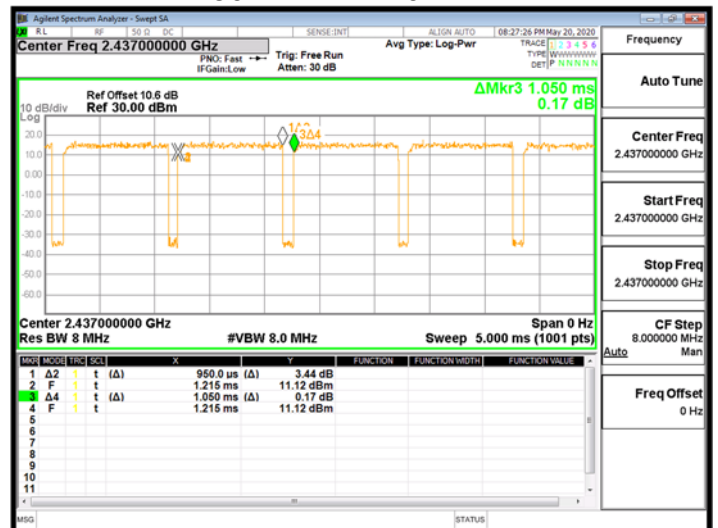 Agilent Spectrum Analyzer - Swept SA
RL RF 50 Ω DC SENSE:INT ALIGN AUTO 08:27:26 PM May 20, 2020
Center Freq 2.437000000 GHz
PNO: Fast
IFGain:Low
Trig: Free Run
Atten: 30 dB
Avg Type: Log-Pwr
TRACE 1 2 3 4 5 6
TYPE WWWWWW
DET P N N N N N
Frequency
Auto Tune
Center Freq
2.437000000 GHz
Start Freq
2.437000000 GHz
Stop Freq
2.437000000 GHz
CF Step
8.000000 MHz
Auto Man
Freq Offset
0 Hz
ΔMkr3 1.050 ms
0.17 dB
Ref Offset 10.6 dB
10 dB/div Ref 30.00 dBm
Log
20.0
10.0
0.00
-10.0
-20.0
-30.0
-40.0
-50.0
-60.0
3Δ4
Center 2.437000000 GHz Span 0 Hz
Res BW 8 MHz #VBW 8.0 MHz Sweep 5.000 ms (1001 pts)
MKR MODE TRC SCL X Y FUNCTION FUNCTION WIDTH FUNCTION VALUE
1 Δ2 1 t (Δ) 950.0 µs (Δ) 3.44 dB
2 F 1 t 1.215 ms 11.12 dBm
3 Δ4 1 t (Δ) 1.050 ms (Δ) 0.17 dB
4 F 1 t 1.215 ms 11.12 dBm
5
6
7
8
9
10
11
MSG STATUS